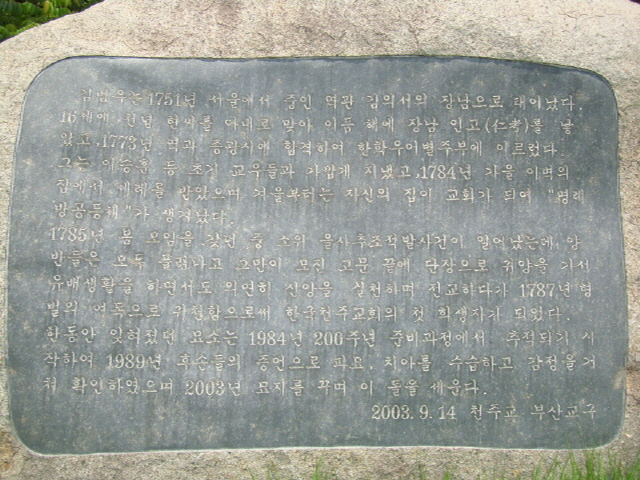 김범우는 1751년 서울에서 중인 역관 김의서의 장남으로 태어났다.
16세에 천녕 현씨를 아내로 맞아 이듬 해에 장남 인고(仁考)를 낳
았고, 1773년 역과 증광시에 합격하여 한학우어별주부에 이르렀다.
그는 이승훈 등 초기 교우들과 가깝게 지냈고, 1784년 가을 이벽의
집에서 세례를 받았으며 겨울부터는 자신의 집이 교회가 되여 "명례
방공동체"가 생겨났다.
1785년 봄 모임을 갖던 중 소위 을사추조적발사건이 일어났는데 양
반들은 모두 풀려나고 그만이 모진 고문 끝에 단장으로 귀양을 가서
유배생활을 하면서도 의연히 신앙을 실천하며 전교하다가 1787년 형
벌의 여독으로 위천함으로써 한국천주교회의 첫 희생자가 되었다.
한동안 잊혀졌던 묘소는 1984년 200주년 준비과정에서 추적되기 시
작하여 1989년 후손들의 증언으로 파묘, 치아를 수습하고 감정을 거
쳐 확인하였으며 2003년 묘지를 꾸며 이 돌을 세운다.
2003. 9. 14 천주교 부산교구